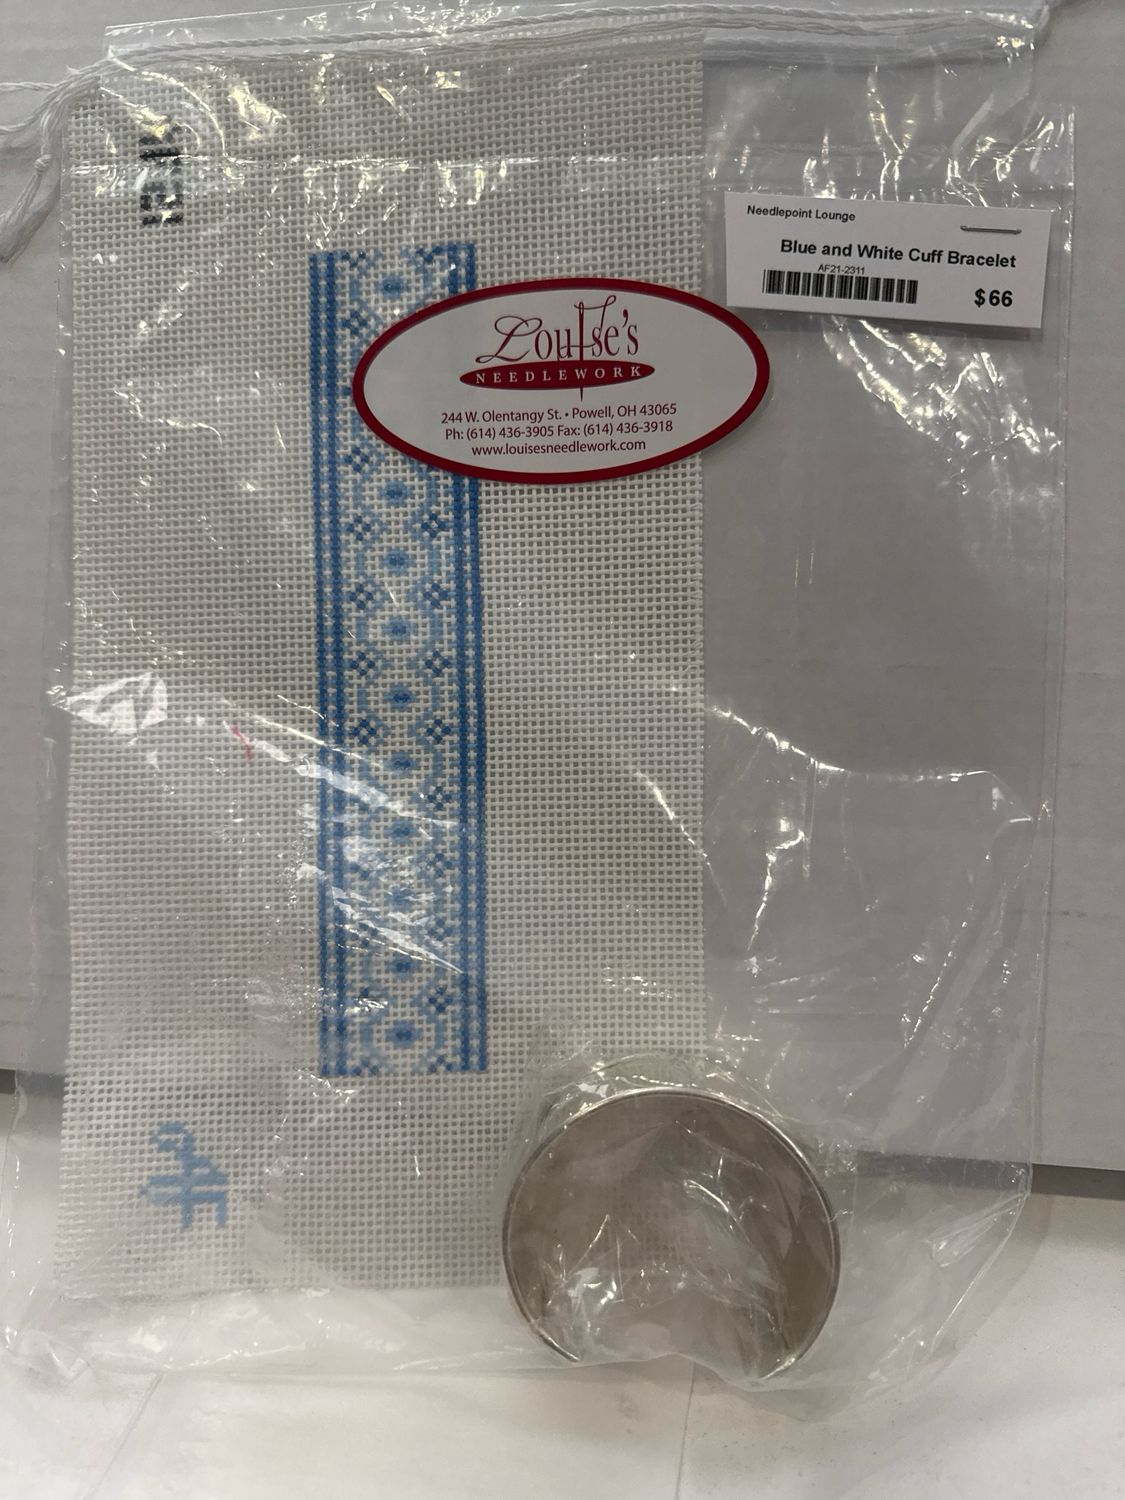 Needlepoint Lounge
Blue and White Cuff Bracelet
AF21-2311
$66
Louise's
NEEDLEWORK
244 W. Olentangy St. • Powell, OH 43065
Ph: (614) 436-3905 Fax: (614) 436-3918
www.louisesneedlework.com
AF